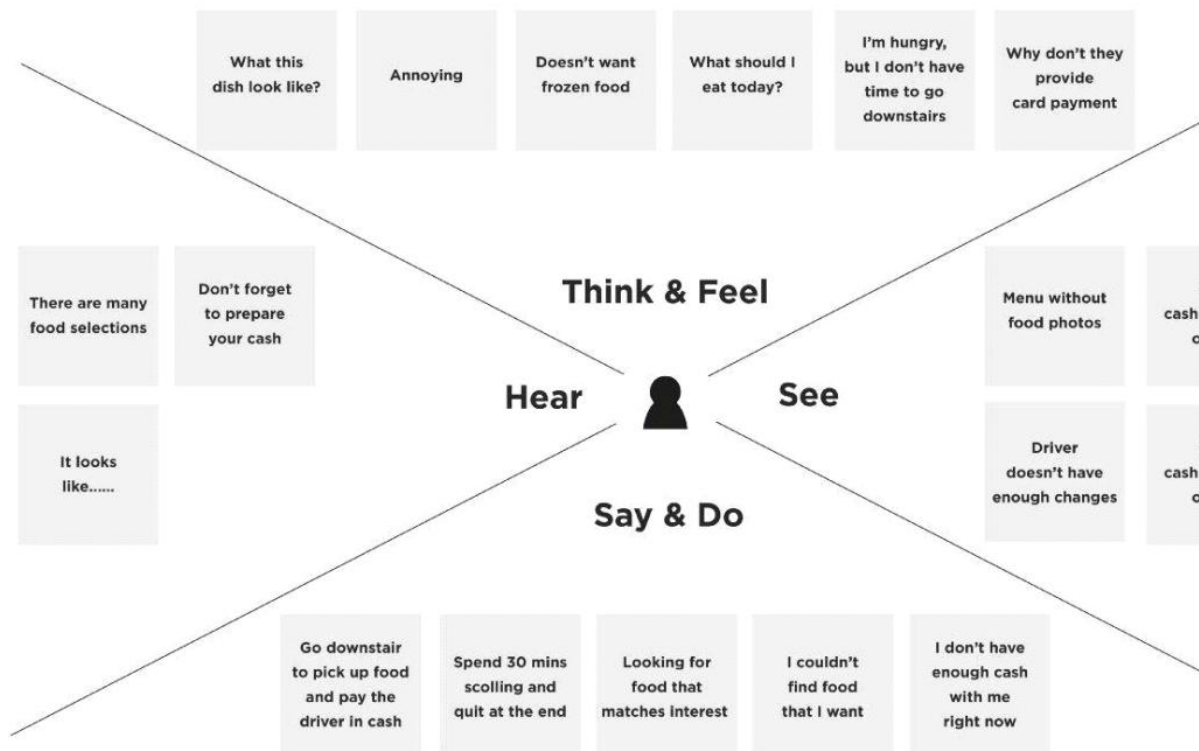 What this
dish look like?
Annoying
Doesn't want
frozen food
What should I
eat today?
I'm hungry,
but I don't have
time to go
downstairs
Why don't they
provide
card payment
Think & Feel
There are many
food selections
Don't forget
to prepare
your cash
It looks
like......
Hear
See
Menu without
food photos
cash
o
Driver
doesn't have
enough changes
cash
o
Say & Do
Go downstair
to pick up food
and pay the
driver in cash
Spend 30 mins
scolling and
quit at the end
Looking for
food that
matches interest
I couldn't
find food
that I want
I don't have
enough cash
with me
right now